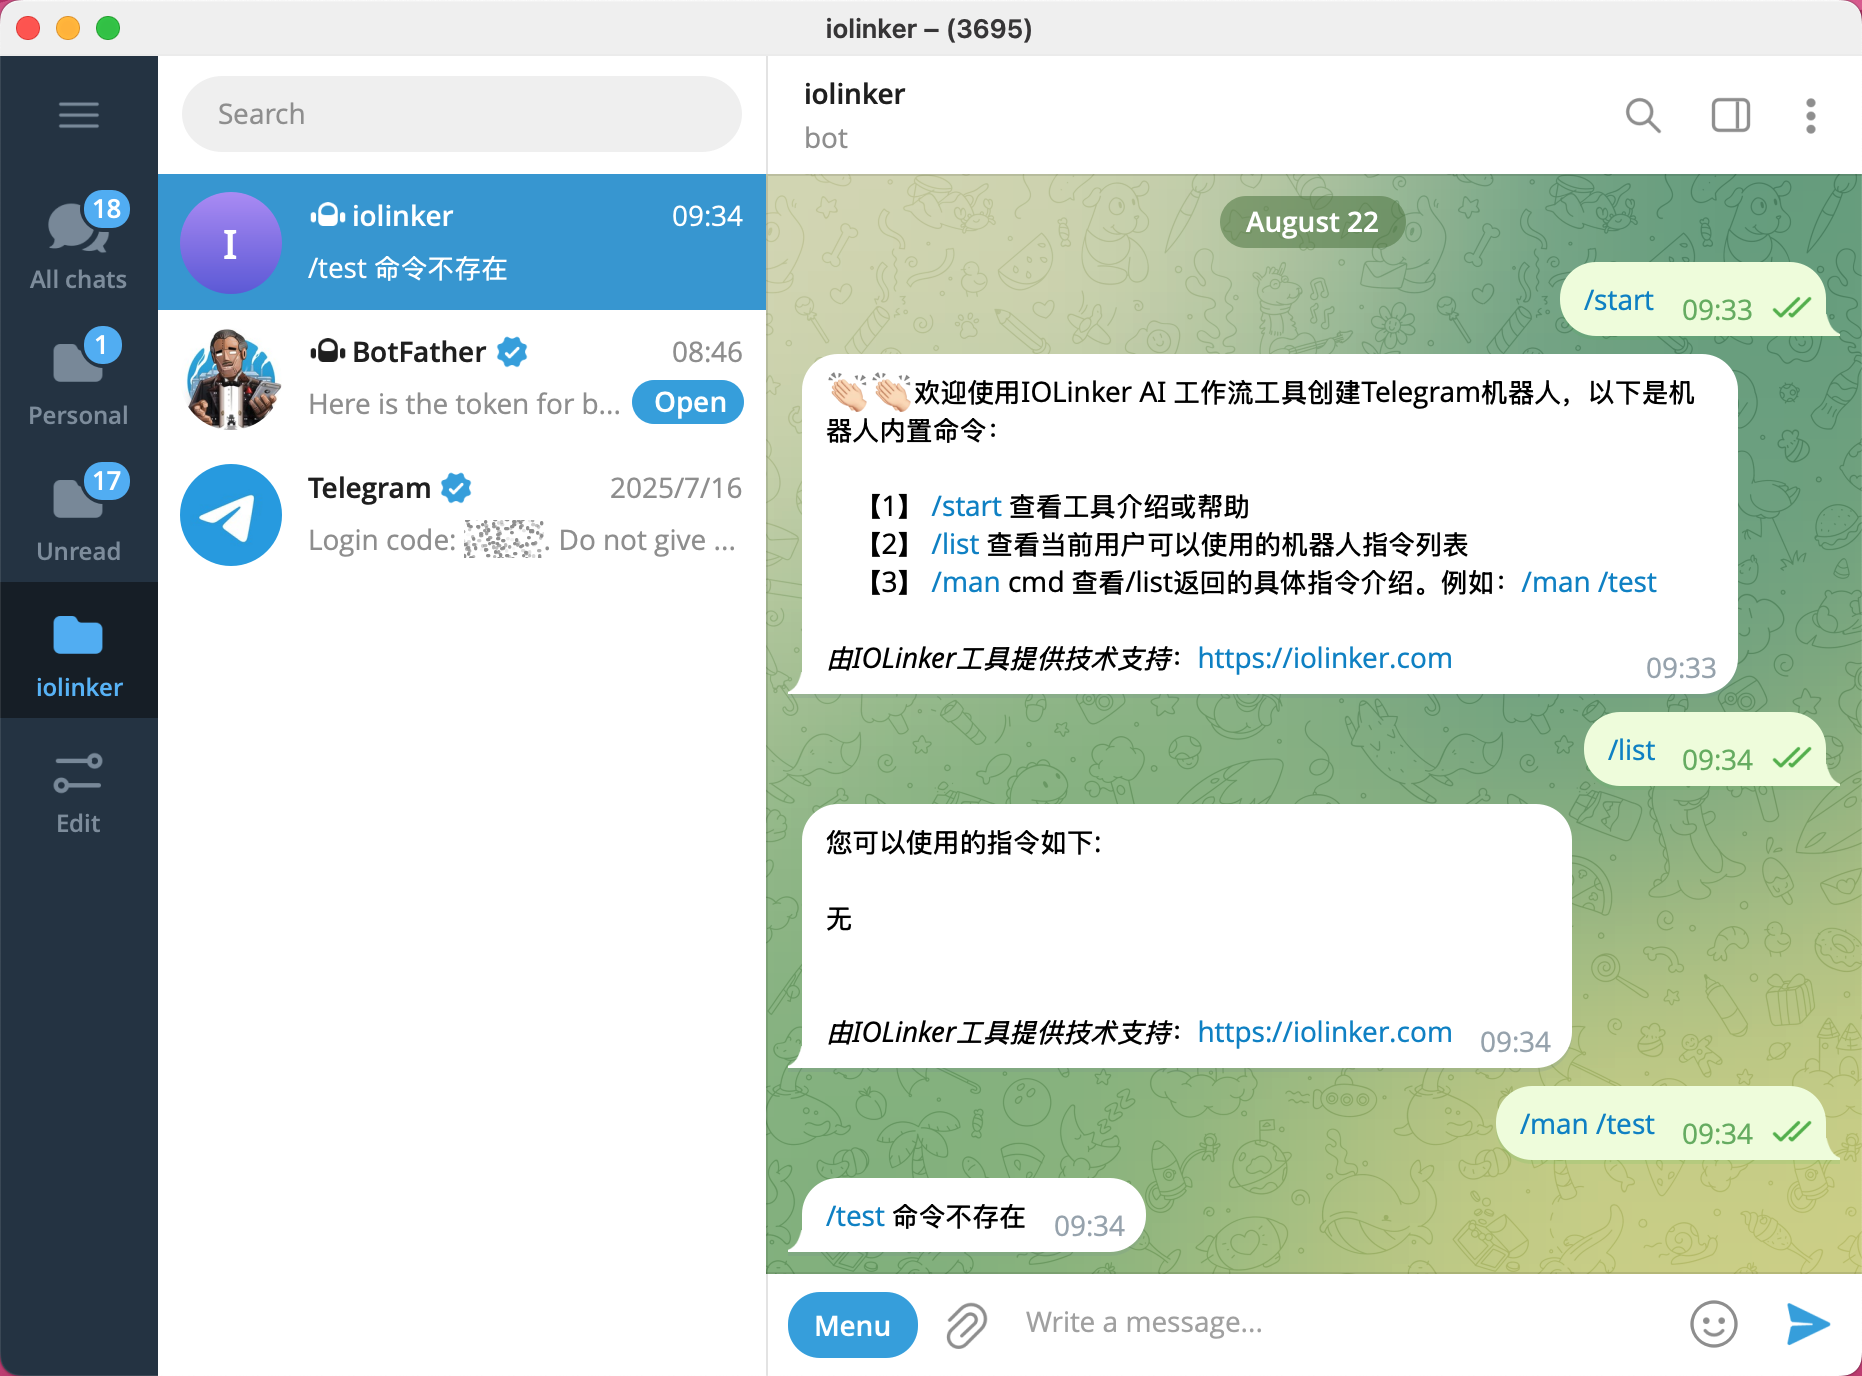 iolinker – (3695)
18
All chats
1
Personal
17
Unread
iolinker
Edit
Search
I
iolinker
09:34
/test 命令不存在
BotFather
08:46
Here is the token for b...
Open
Telegram
2025/7/16
Login code:
. Do not give ...
iolinker
bot
August 22
/start 09:33
👏🏻👏🏻欢迎使用IOLinker AI 工作流工具创建Telegram机器人，以下是机
器人内置命令：
【1】 /start 查看工具介绍或帮助
【2】 /list 查看当前用户可以使用的机器人指令列表
【3】 /man cmd 查看/list返回的具体指令介绍。例如：/man /test
由IOLinker工具提供技术支持：https://iolinker.com
09:33
/list 09:34
您可以使用的指令如下:
无
由IOLinker工具提供技术支持：https://iolinker.com 09:34
/man /test 09:34
/test 命令不存在 09:34
Menu
Write a message...